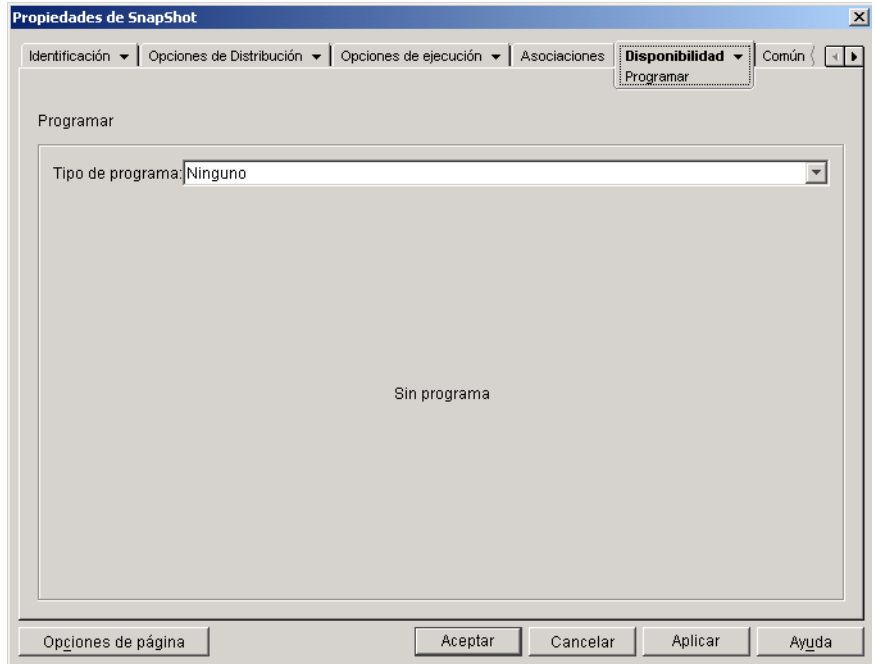 Propiedades de SnapShot
Identificación Opciones de Distribución Opciones de ejecución Asociaciones Disponibilidad Común
Programar
Programar
Tipo de programa: Ninguno
Sin programa
Opciones de página Aceptar Cancelar Aplicar Ayuda